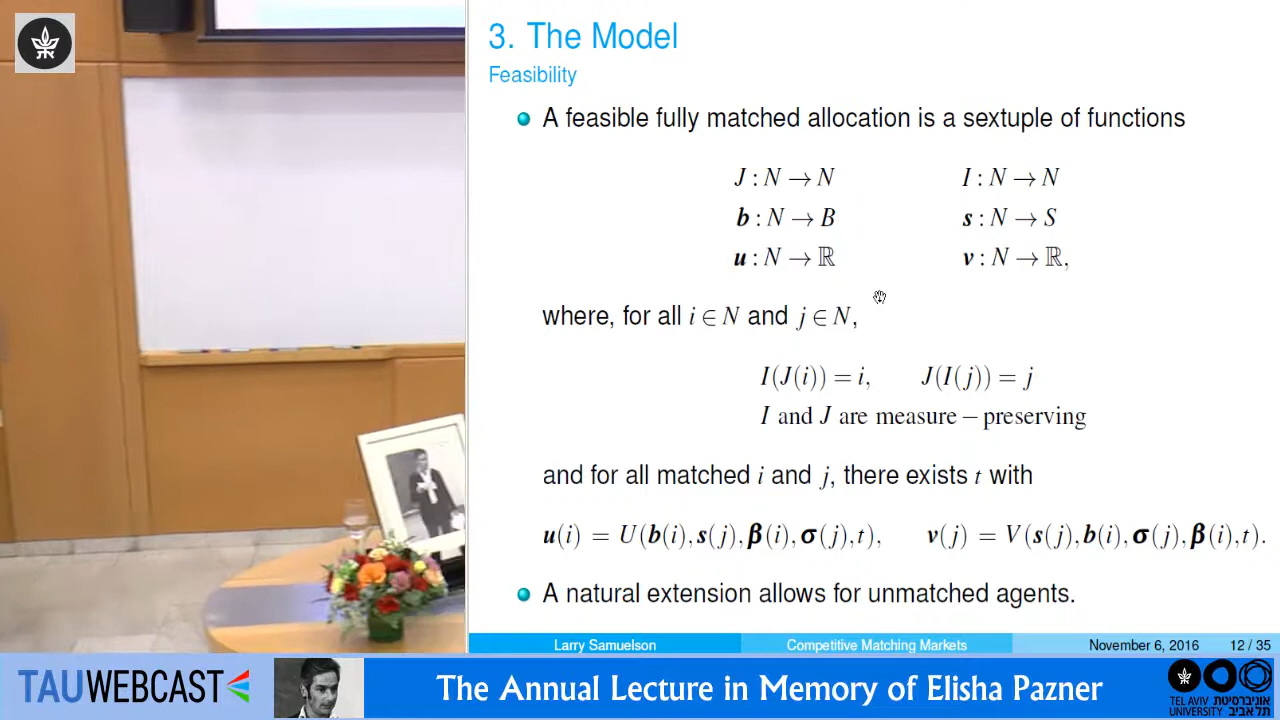 3. The Model
Feasibility
A feasible fully matched allocation is a sextuple of functions
J : N → N I : N → N
b : N → B s : N → S
u : N → ℝ v : N → ℝ,
where, for all i ∈ N and j ∈ N,
I(J(i)) = i, J(I(j)) = j
I and J are measure − preserving
and for all matched i and j, there exists t with
u(i) = U(b(i), s(j), β(i), σ(j), t), v(j) = V(s(j), b(i), σ(j), β(i), t).
A natural extension allows for unmatched agents.
Larry Samuelson Competitive Matching Markets November 6, 2016 12 / 35
TAUWEBCAST
The Annual Lecture in Memory of Elisha Pazner
TEL AVIV אוניברסיטת
UNIVERSITY תל אביב